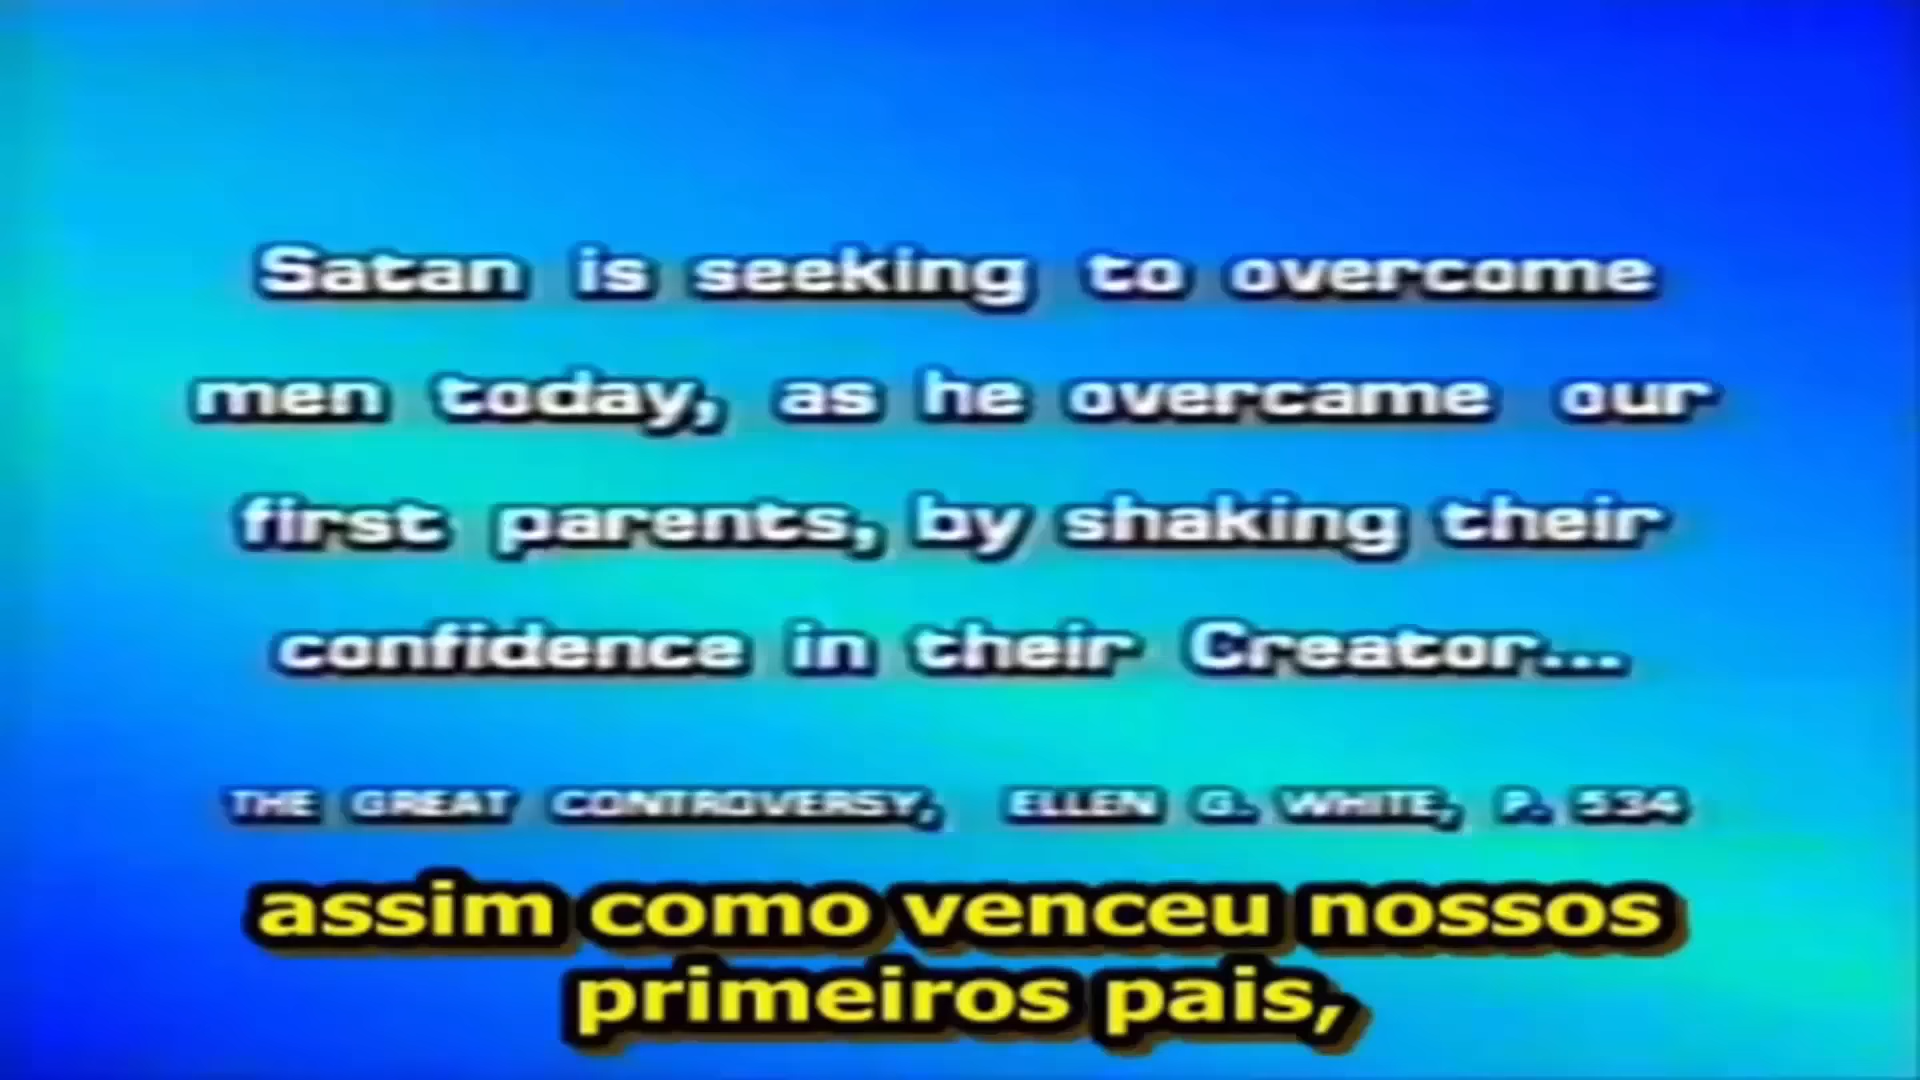 Satan is seeking to overcome
men today, as he overcame our
first parents, by shaking their
confidence in their Creator...
THE GREAT CONTROVERSY, ELLEN G. WHITE, P. 534
assim como venceu nossos
primeiros pais,